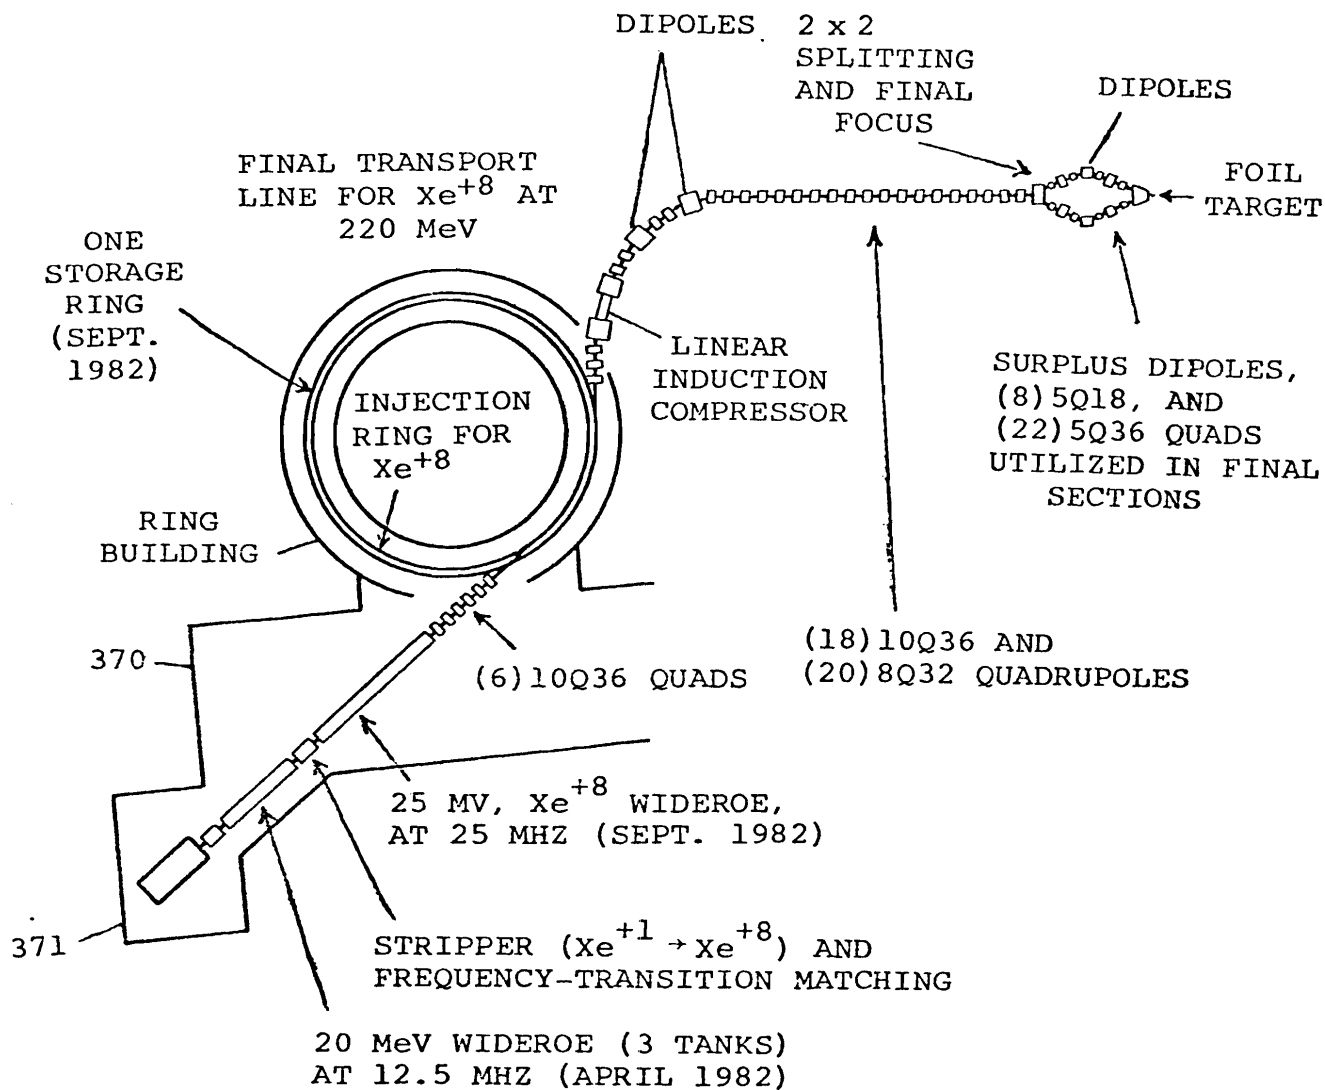 DIPOLES
2 x 2
SPLITTING
AND FINAL
FOCUS
DIPOLES
FOIL
TARGET
FINAL TRANSPORT
LINE FOR Xe+8 AT
220 MeV
ONE
STORAGE
RING
(SEPT.
1982)
LINEAR
INDUCTION
COMPRESSOR
SURPLUS DIPOLES,
(8)5Q18, AND
(22)5Q36 QUADS
UTILIZED IN FINAL
SECTIONS
INJECTION
RING FOR
Xe+8
RING
BUILDING
370
(6)10Q36 QUADS
(18)10Q36 AND
(20)8Q32 QUADRUPOLES
25 MV, Xe+8 WIDEROE,
AT 25 MHZ (SEPT. 1982)
371
STRIPPER (Xe+1 → Xe+8) AND
FREQUENCY-TRANSITION MATCHING
20 MeV WIDEROE (3 TANKS)
AT 12.5 MHZ (APRIL 1982)